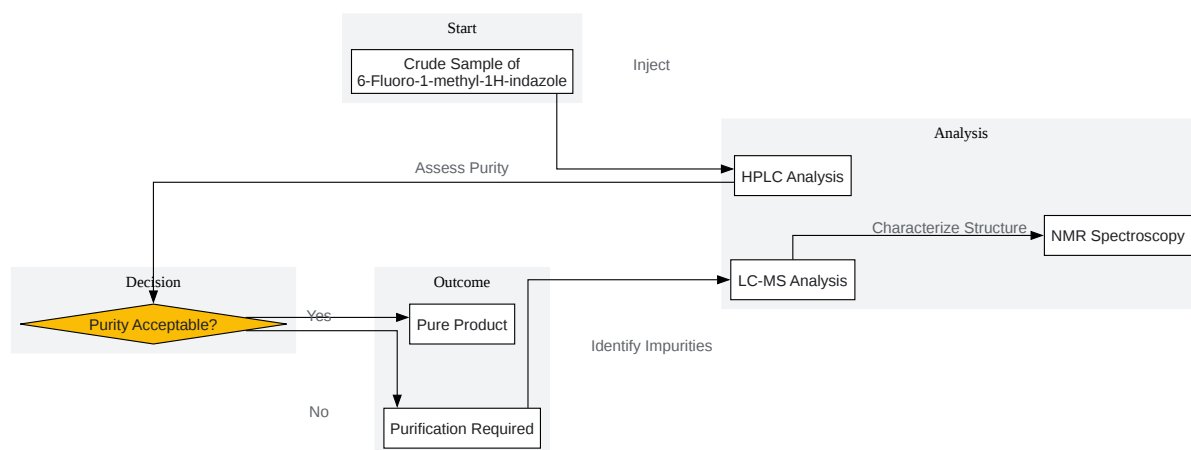 Start
Crude Sample of
6-Fluoro-1-methyl-1H-indazole
Inject
Analysis
Assess Purity
HPLC Analysis
Characterize Structure
NMR Spectroscopy
LC-MS Analysis
Decision
Outcome
Purity Acceptable?
Yes
Pure Product
Identify Impurities
No
Purification Required